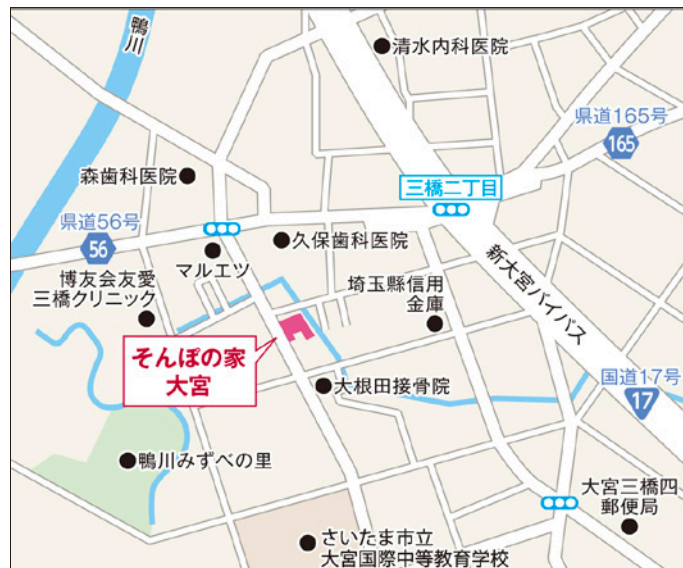 鴨川
清水内科医院
県道165号
165
森歯科医院
三橋二丁目
県道56号
56
久保歯科医院
マルエツ
新大宮バイパス
博友会友愛
三橋クリニック
埼玉縣信用
金庫
そんぽの家
大宮
国道17号
17
大根田接骨院
鴨川みずべの里
大宮三橋四
郵便局
さいたま市立
大宮国際中等教育学校